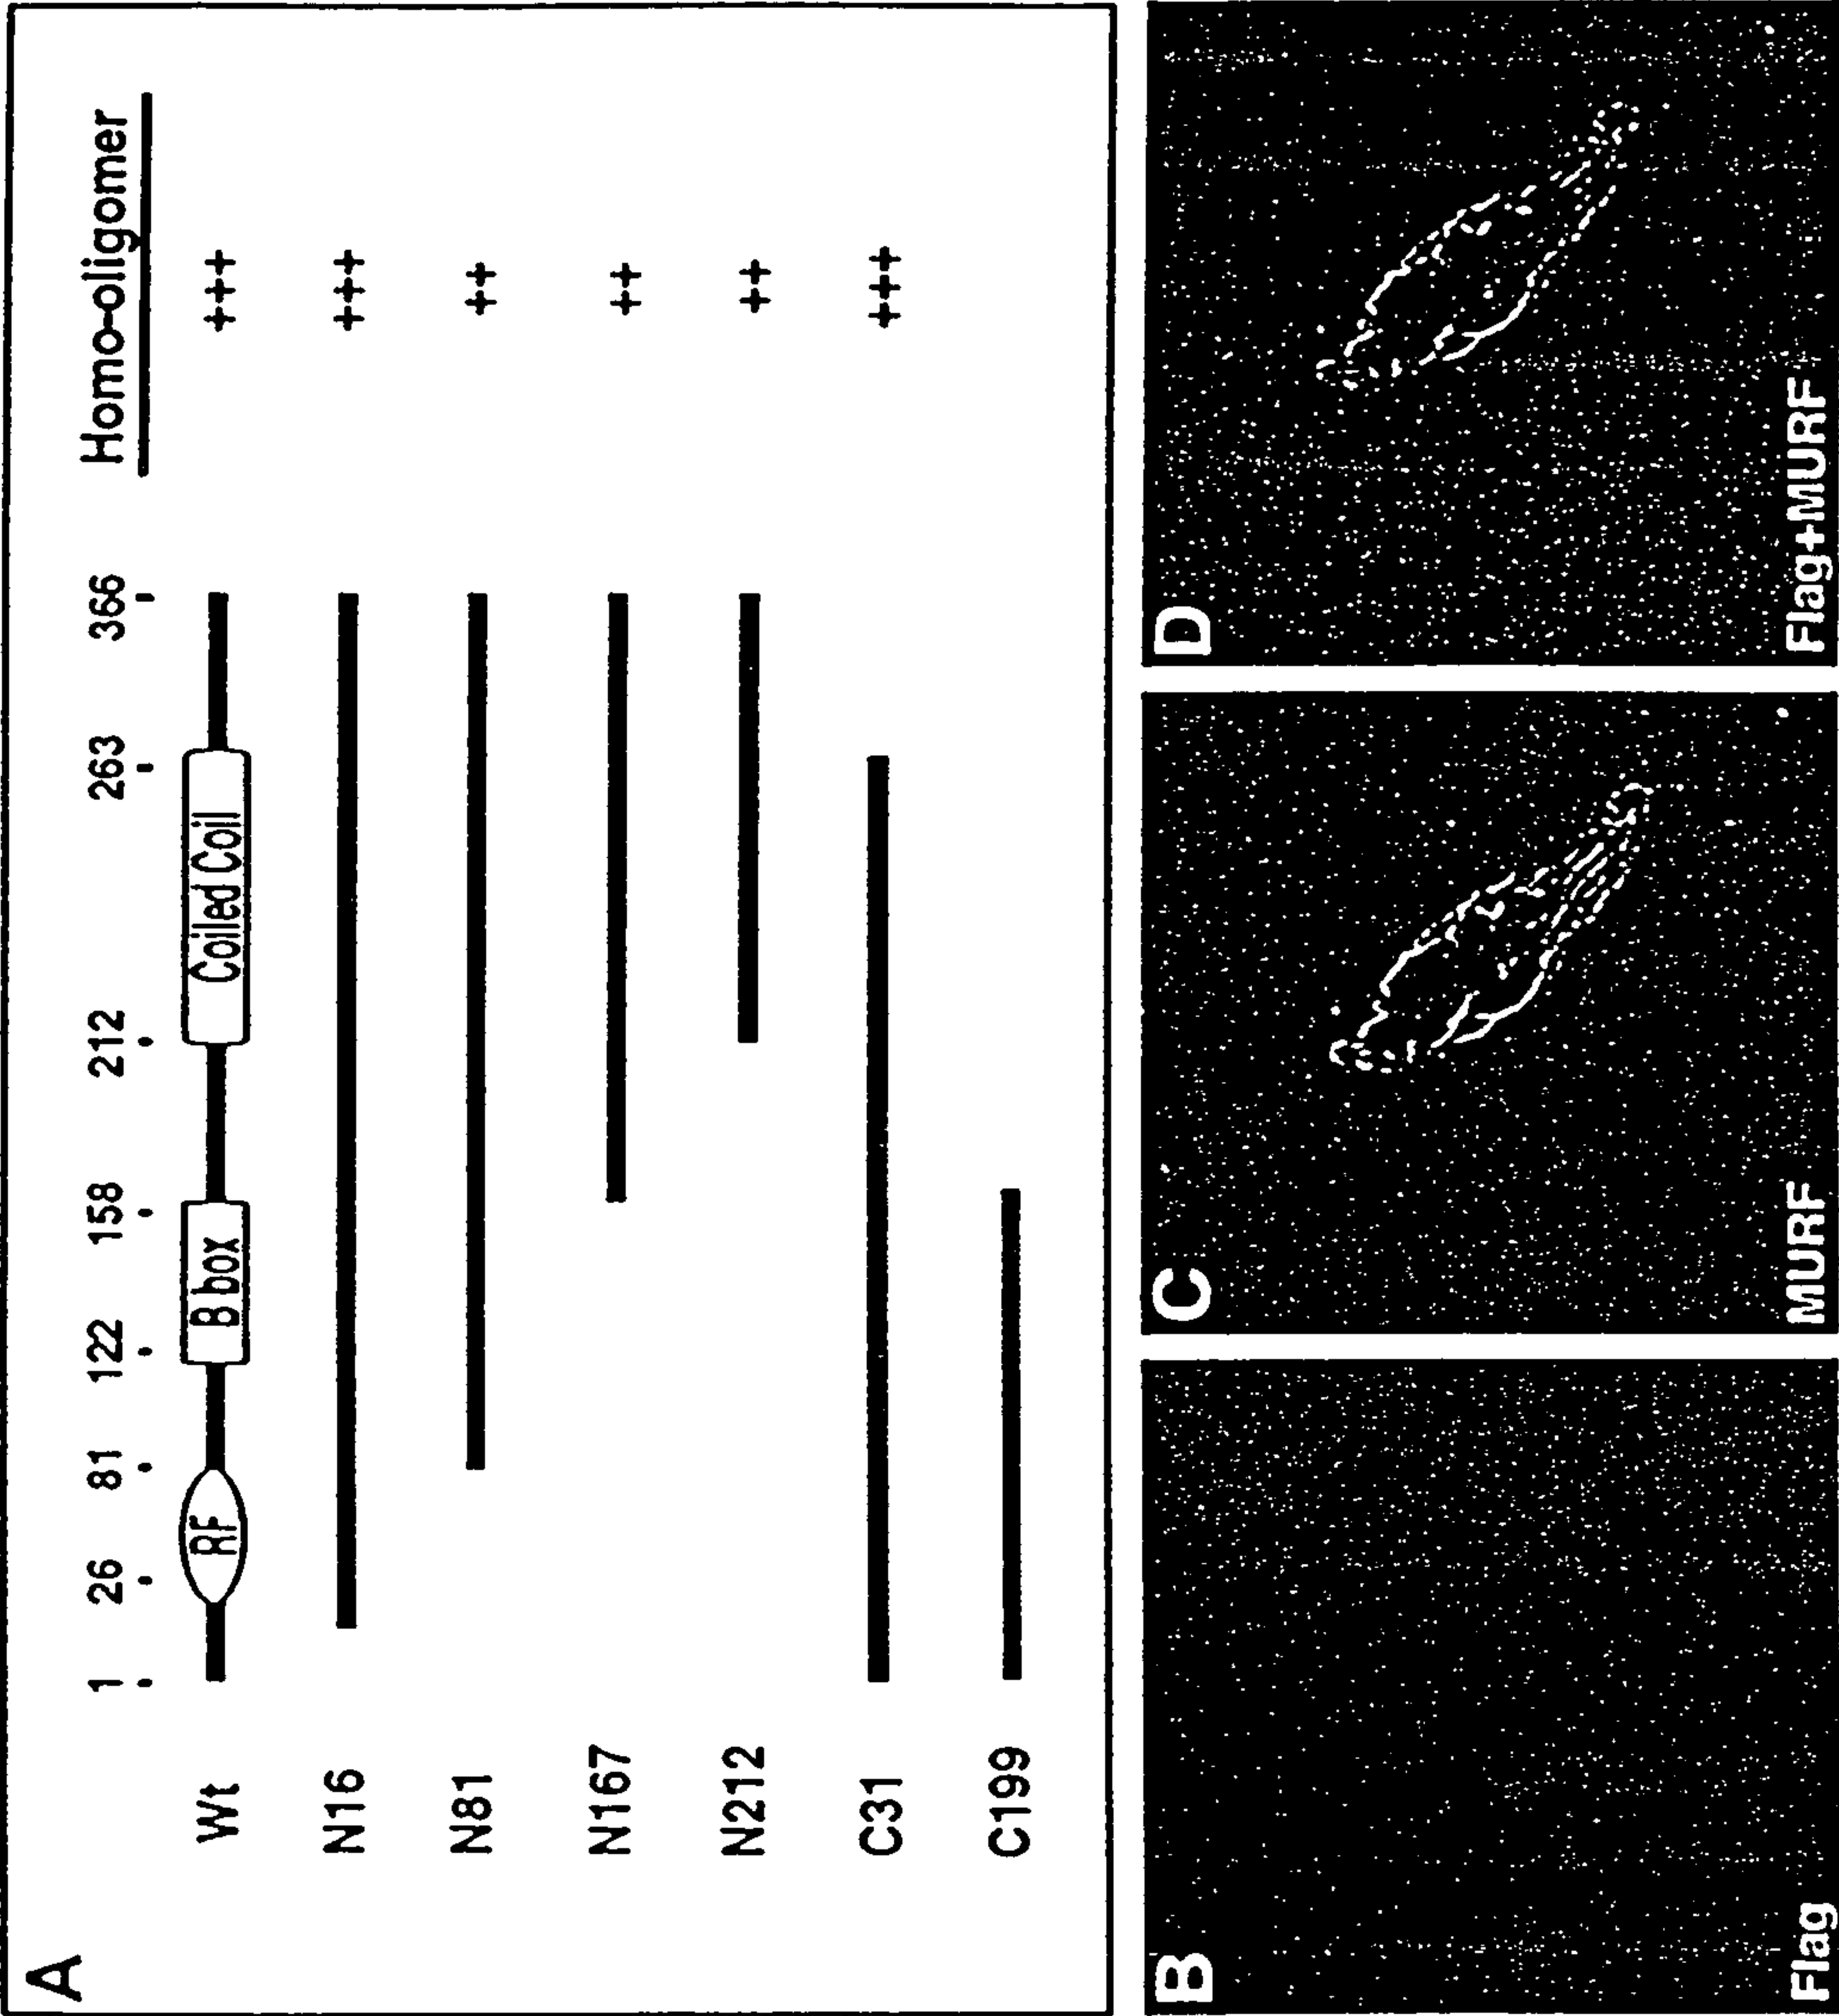 A
Homo-oligomer
1 26 81 122 158 212 263 366
Wt RF B box Coiled Coil +++
N16 +++
N81 ++
N167 ++
N212 ++
C31 +++
C199
B
Flag
C
MURF
D
Flag+MURF